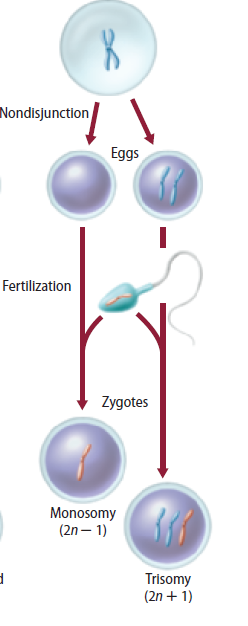 Nondisjunction
Eggs
Fertilization
Zygotes
Monosomy
(2n – 1)
Trisomy
(2n + 1)
d